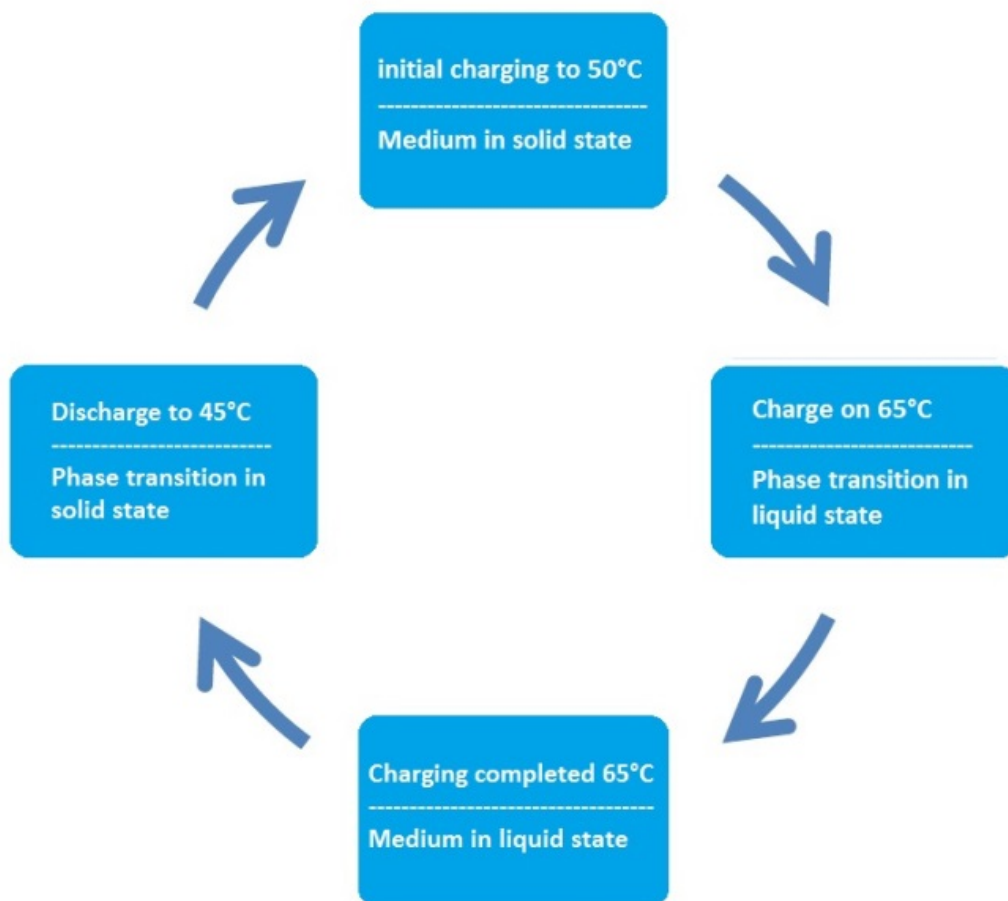 initial charging to 50°C
---------------------------------
Medium in solid state
Charge on 65°C
---------------------------
Phase transition in
liquid state
Charging completed 65°C
-----------------------------------
Medium in liquid state
Discharge to 45°C
---------------------------
Phase transition in
solid state